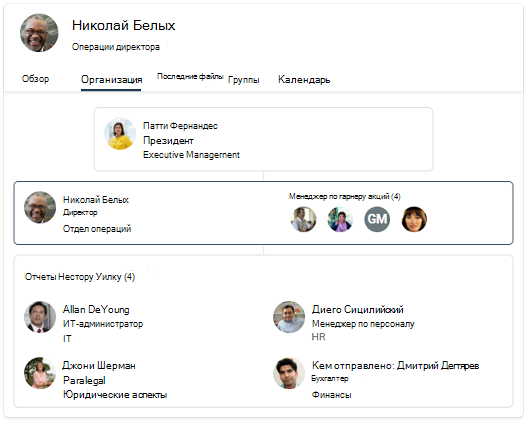 Николай Белых
Операции директора
Обзор
Организация
Последние файлы
Группы
Календарь
Патти Фернандес
Президент
Executive Management
Николай Белых
Директор
Отдел операций
Менеджер по гарнеру акций (4)
GM
Отчеты Нестору Уилку (4)
Allan DeYoung
ИТ-администратор
IT
Диего Сицилийский
Менеджер по персоналу
HR
Джони Шерман
Paralegal
Юридические аспекты
Кем отправлено: Дмитрий Дегтярев
Бухгалтер
Финансы